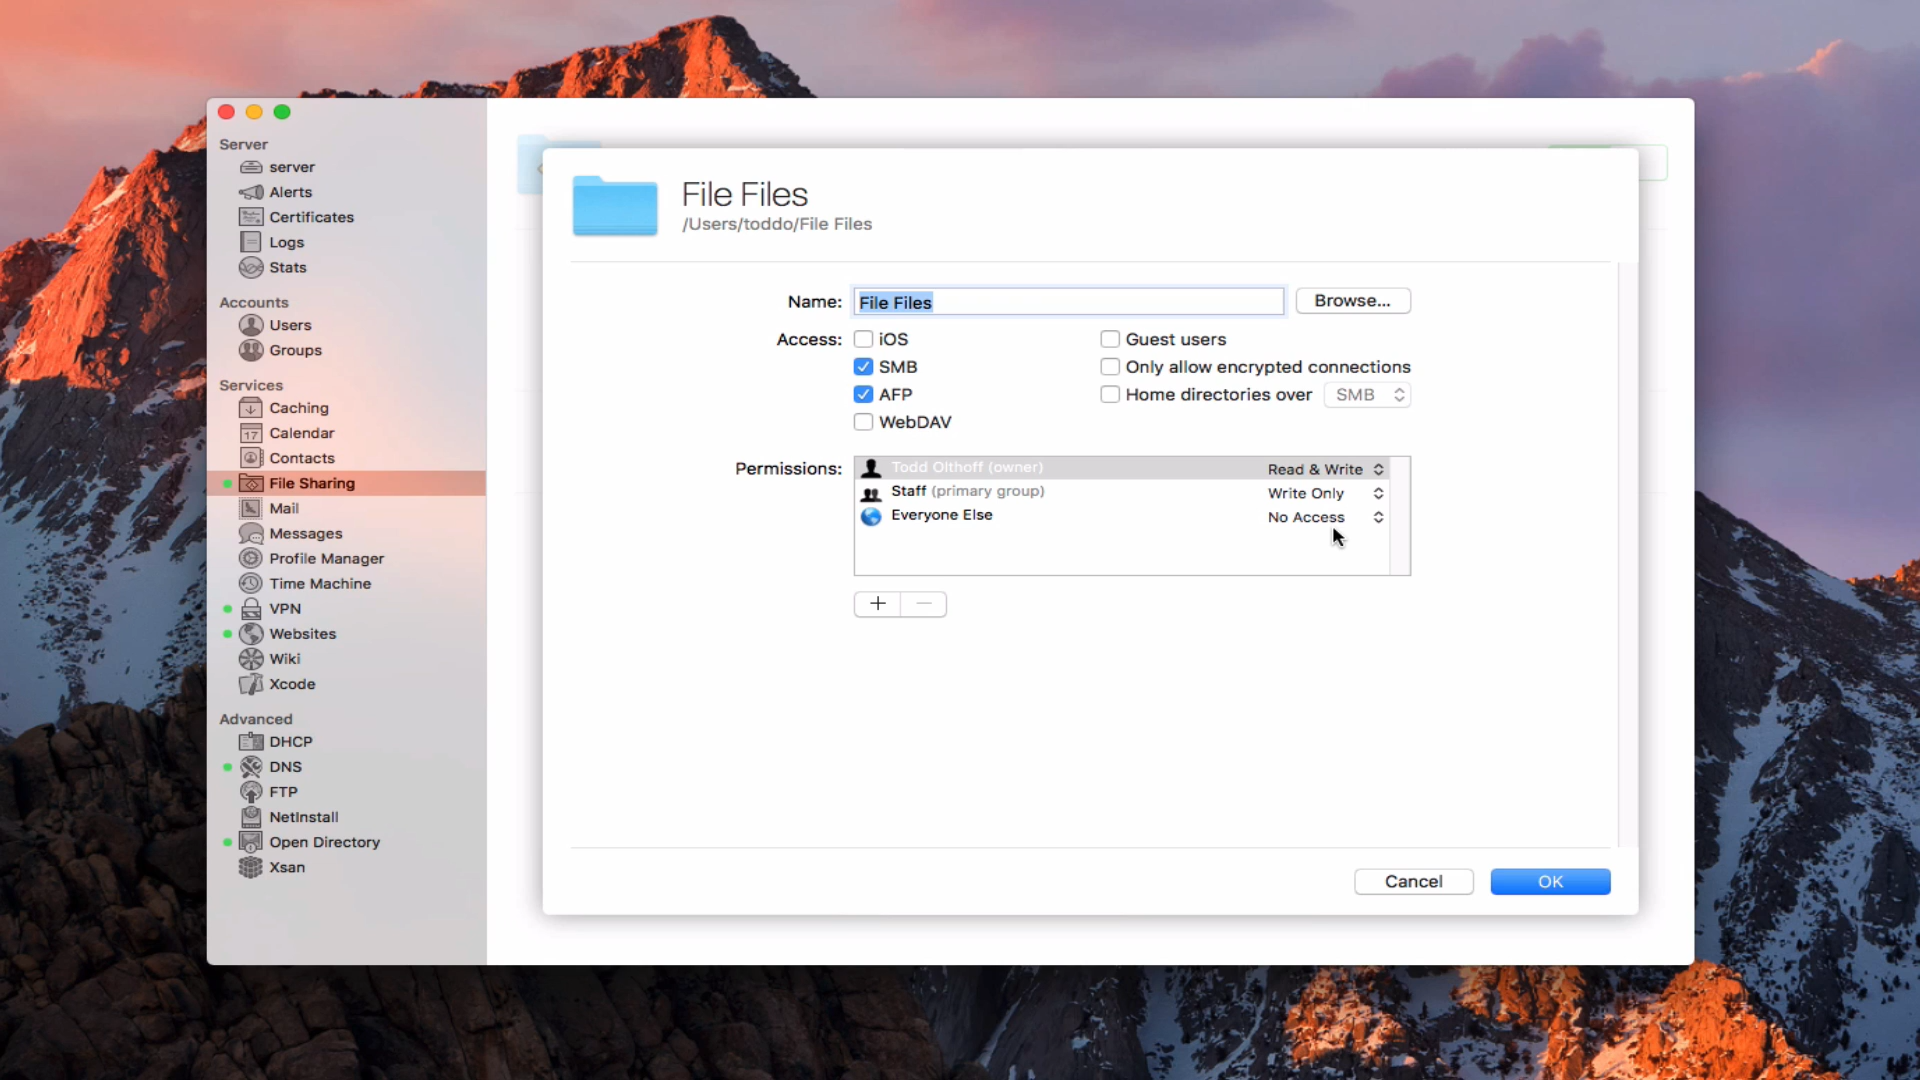 Server
server
Alerts
Certificates
Logs
Stats
Accounts
Users
Groups
Services
Caching
17 Calendar
Contacts
File Sharing
Mail
Messages
Profile Manager
Time Machine
VPN
Websites
Wiki
Xcode
Advanced
DHCP
DNS
FTP
NetInstall
Open Directory
Xsan
File Files
/Users/toddo/File Files
Name: File Files Browse...
Access: iOS Guest users
SMB Only allow encrypted connections
AFP Home directories over SMB
WebDAV
Permissions: Todd Olthoff (owner) Read & Write
Staff (primary group) Write Only
Everyone Else No Access
Cancel OK